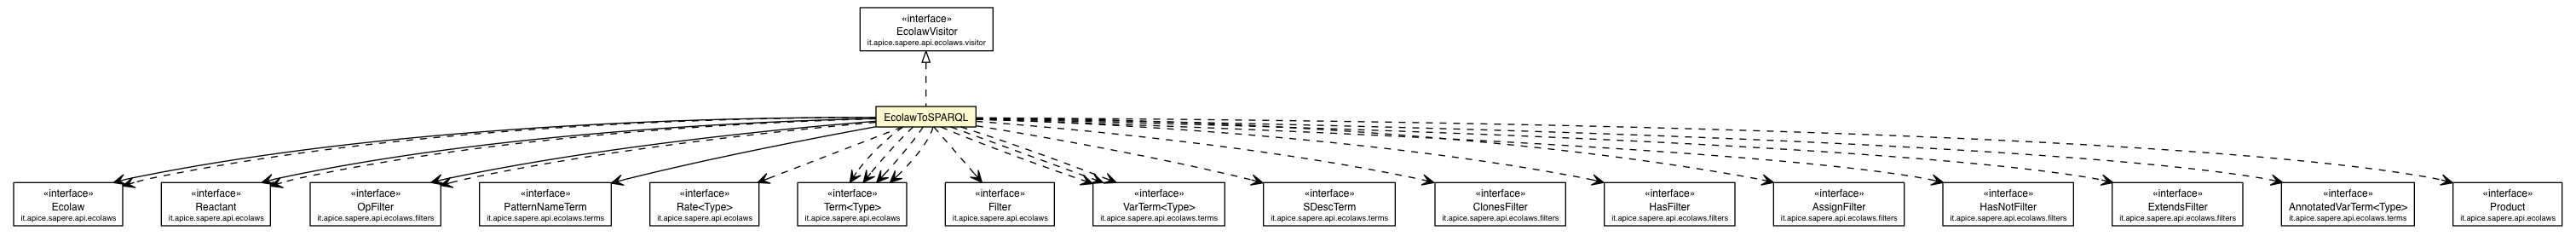 «interface»
EcolawVisitor
it.apice.sapere.api.ecolaws.visitor
EcolawToSPARQL
«interface»
Ecolaw
it.apice.sapere.api.ecolaws
«interface»
Reactant
it.apice.sapere.api.ecolaws
«interface»
OpFilter
it.apice.sapere.api.ecolaws.filters
«interface»
PatternNameTerm
it.apice.sapere.api.ecolaws.terms
«interface»
Rate<Type>
it.apice.sapere.api.ecolaws
«interface»
Term<Type>
it.apice.sapere.api.ecolaws
«interface»
Filter
it.apice.sapere.api.ecolaws
«interface»
VarTerm<Type>
it.apice.sapere.api.ecolaws.terms
«interface»
SDescTerm
it.apice.sapere.api.ecolaws.terms
«interface»
ClonesFilter
it.apice.sapere.api.ecolaws.filters
«interface»
HasFilter
it.apice.sapere.api.ecolaws.filters
«interface»
AssignFilter
it.apice.sapere.api.ecolaws.filters
«interface»
HasNotFilter
it.apice.sapere.api.ecolaws.filters
«interface»
ExtendsFilter
it.apice.sapere.api.ecolaws.filters
«interface»
AnnotatedVarTerm<Type>
it.apice.sapere.api.ecolaws.terms
«interface»
Product
it.apice.sapere.api.ecolaws